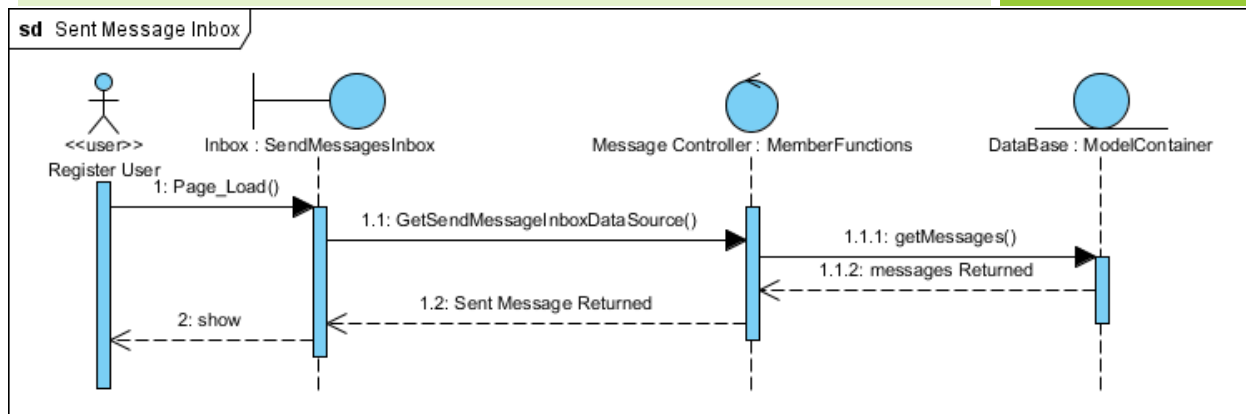 sd Sent Message Inbox
<<user>>
Register User
Inbox : SendMessagesInbox
Message Controller : MemberFunctions
DataBase : ModelContainer
1: Page_Load()
1.1: GetSendMessageInboxDataSource()
1.1.1: getMessages()
1.1.2: messages Returned
1.2: Sent Message Returned
2: show